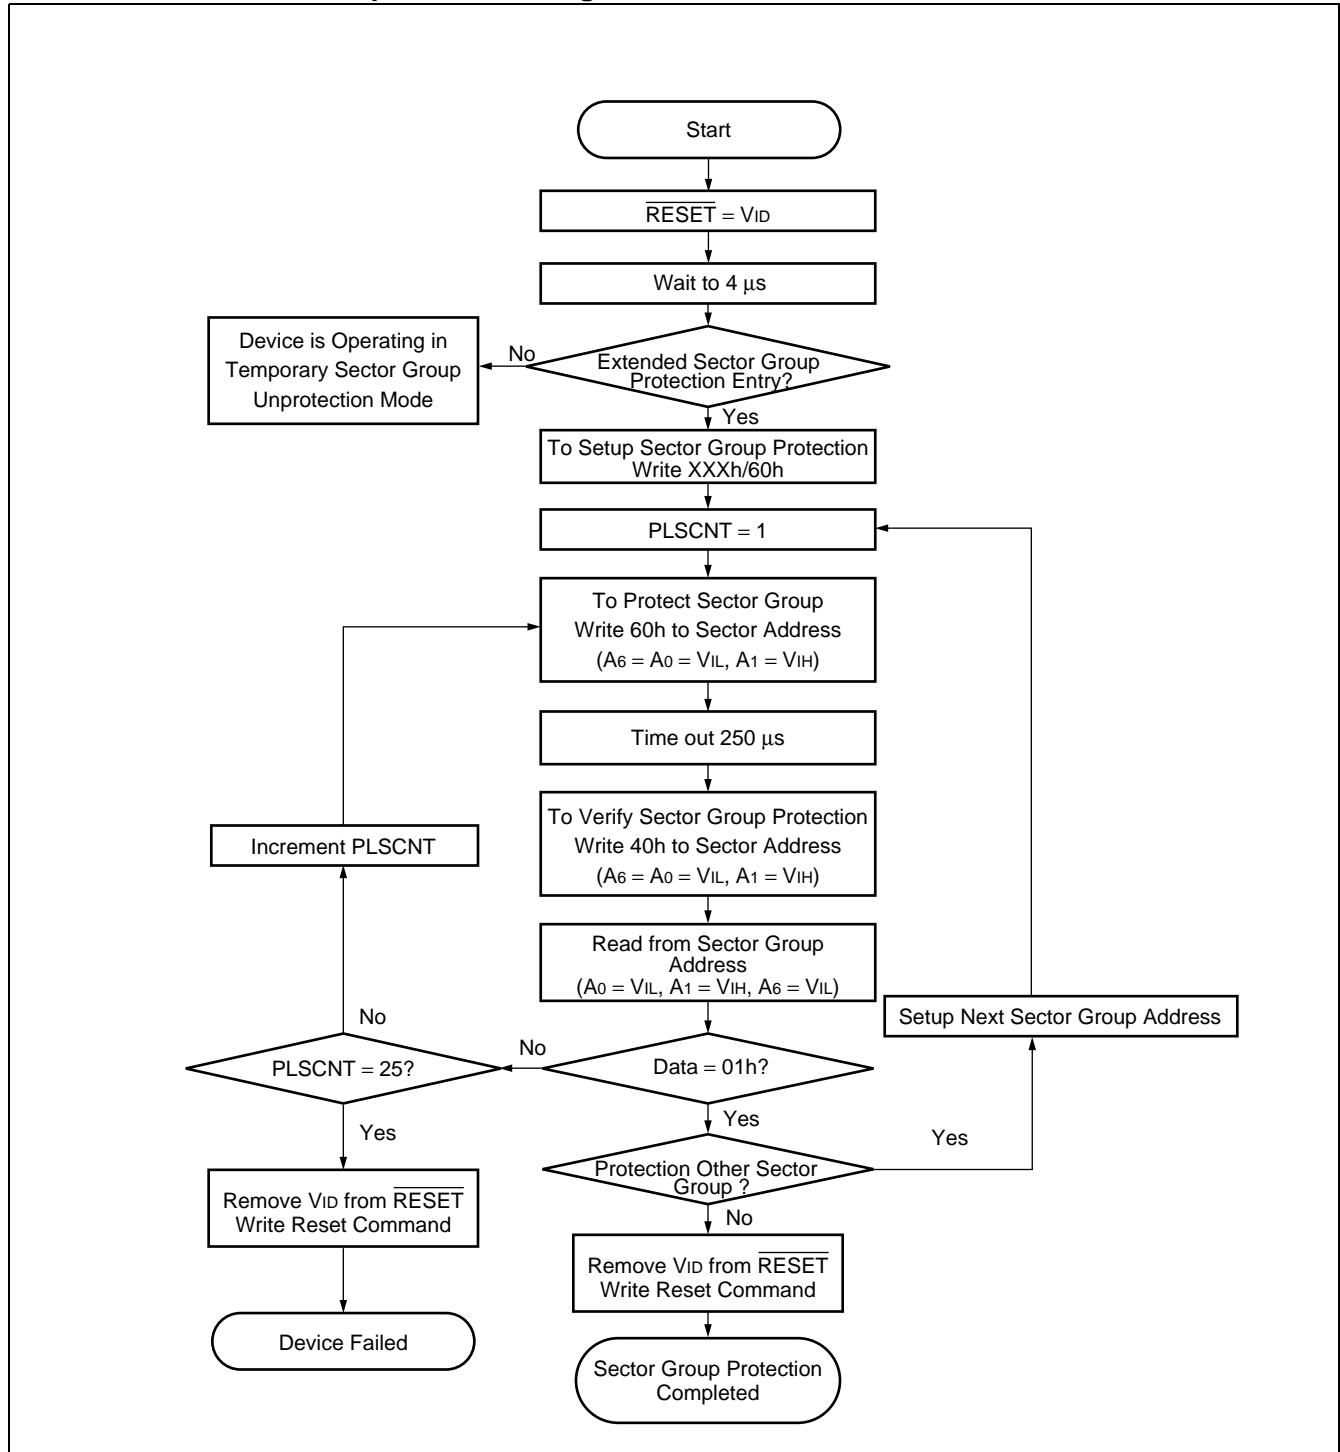 Start
RESET = VID
Wait to 4 μs
Device is Operating in
Temporary Sector Group
Unprotection Mode
No
Extended Sector Group
Protection Entry?
Yes
To Setup Sector Group Protection
Write XXXh/60h
PLSCNT = 1
To Protect Sector Group
Write 60h to Sector Address
(A6 = A0 = VIL, A1 = VIH)
Time out 250 μs
To Verify Sector Group Protection
Write 40h to Sector Address
(A6 = A0 = VIL, A1 = VIH)
Increment PLSCNT
Read from Sector Group
Address
(A0 = VIL, A1 = VIH, A6 = VIL)
Setup Next Sector Group Address
No
PLSCNT = 25?
No
Data = 01h?
Yes
Yes
Yes
Protection Other Sector
Group ?
No
Remove VID from RESET
Write Reset Command
Remove VID from RESET
Write Reset Command
Device Failed
Sector Group Protection
Completed